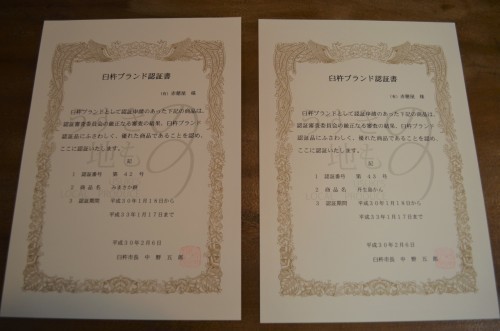 臼杵ブランド認証書
(有) 赤嶺屋 様
臼杵ブランドとして認証申請のあった下記の商品は、
認証審査委員会の厳正なる審査の結果、臼杵ブランド
認証品にふさわしく、優れた商品であることを認め、
ここに認証いたします。
記
1 認証番号 第 42 号
2 商品名
3 認証期間 平成30年1月18日から
平成33年1月17日まで
平成30年2月6日
臼杵市長 中野五郎
地もの
臼杵ブランド認証書
(有) 赤嶺屋 様
臼杵ブランドとして認証申請のあった下記の商品は、
認証審査委員会の厳正なる審査の結果、臼杵ブランド
認証品にふさわしく、優れた商品であることを認め、
ここに認証いたします。
記
1 認証番号 第 43 号
2 商品名
3 認証期間 平成30年1月18日から
平成33年1月17日まで
平成30年2月6日
臼杵市長 中野五郎
地もの